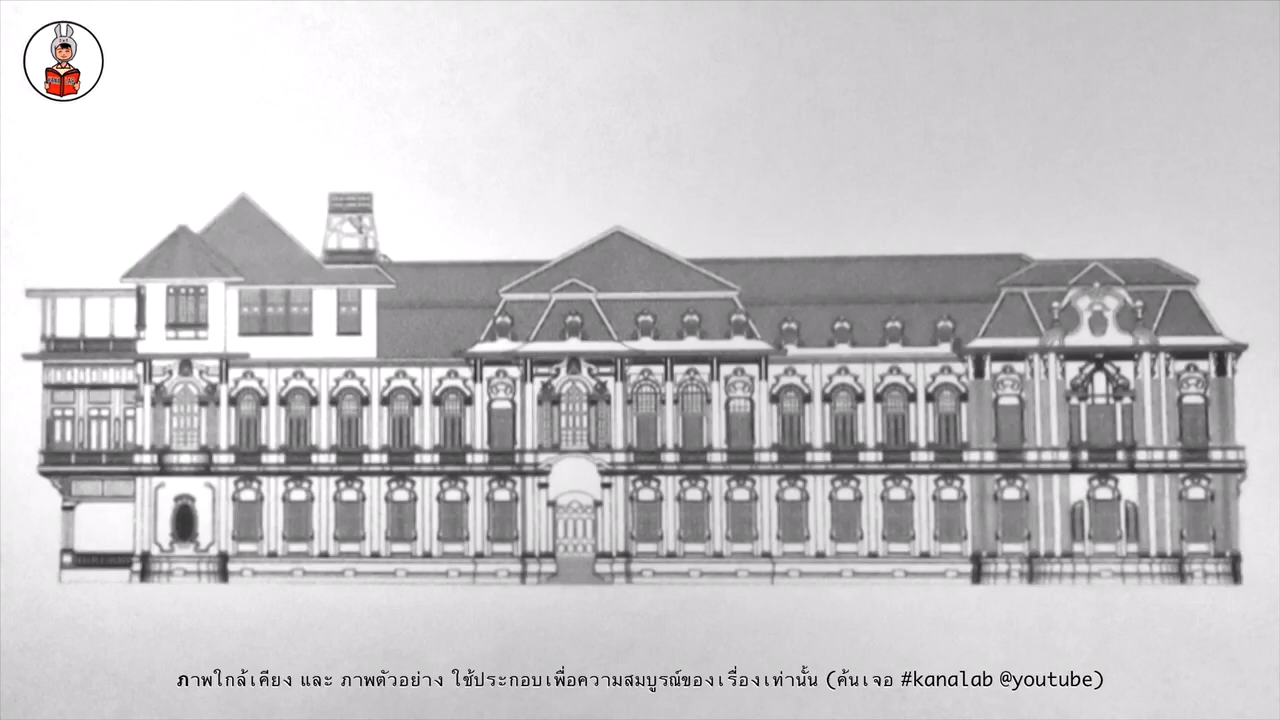 ภาพใกล้เคียง และ ภาพตัวอย่าง ใช้ประกอบเพื่อความสมบูรณ์ของเรื่องเท่านั้น (ค้นเจอ #kanalab @youtube)